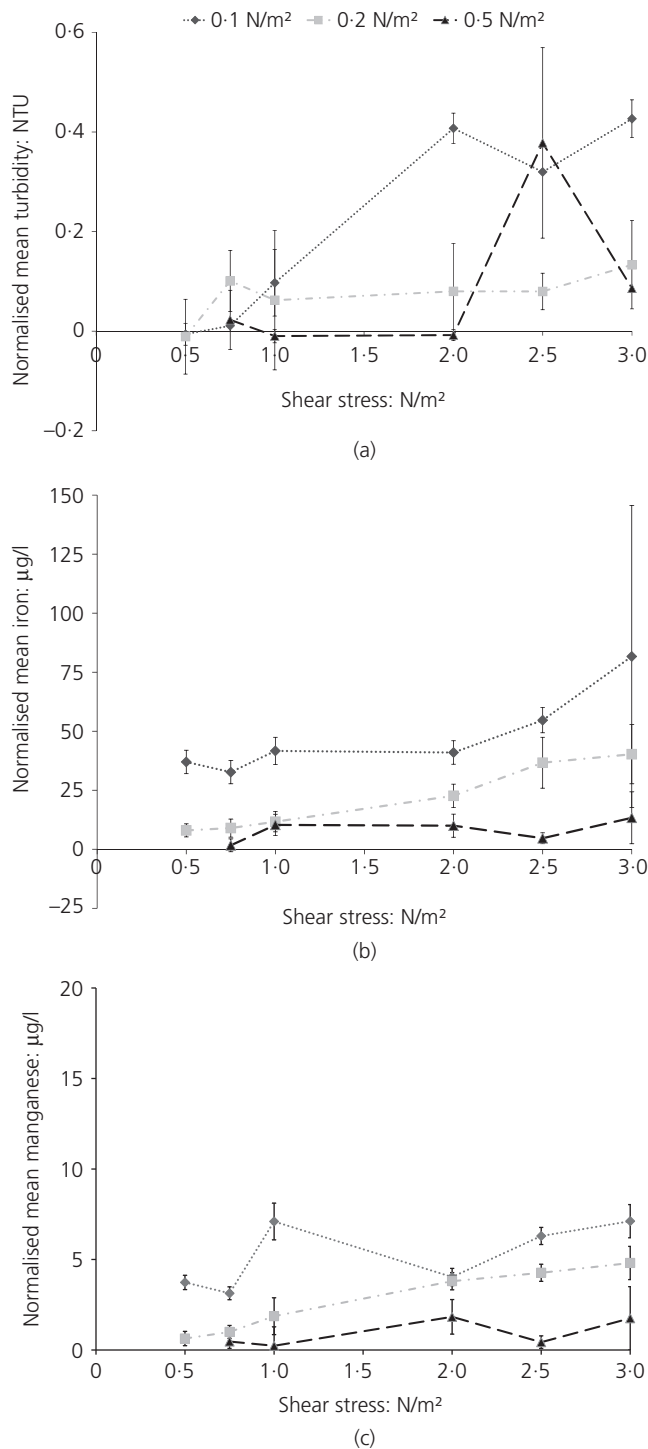 0·1 N/m² 0·2 N/m² 0·5 N/m²
Normalised mean turbidity: NTU
0·6
0·4
0·2
0
–0·2
0 0·5 1·0 1·5 2·0 2·5 3·0
Shear stress: N/m²
(a)
Normalised mean iron: µg/l
150
125
100
75
50
25
0
–25
0 0·5 1·0 1·5 2·0 2·5 3·0
Shear stress: N/m²
(b)
Normalised mean manganese: µg/l
20
15
10
5
0
0 0·5 1·0 1·5 2·0 2·5 3·0
Shear stress: N/m²
(c)